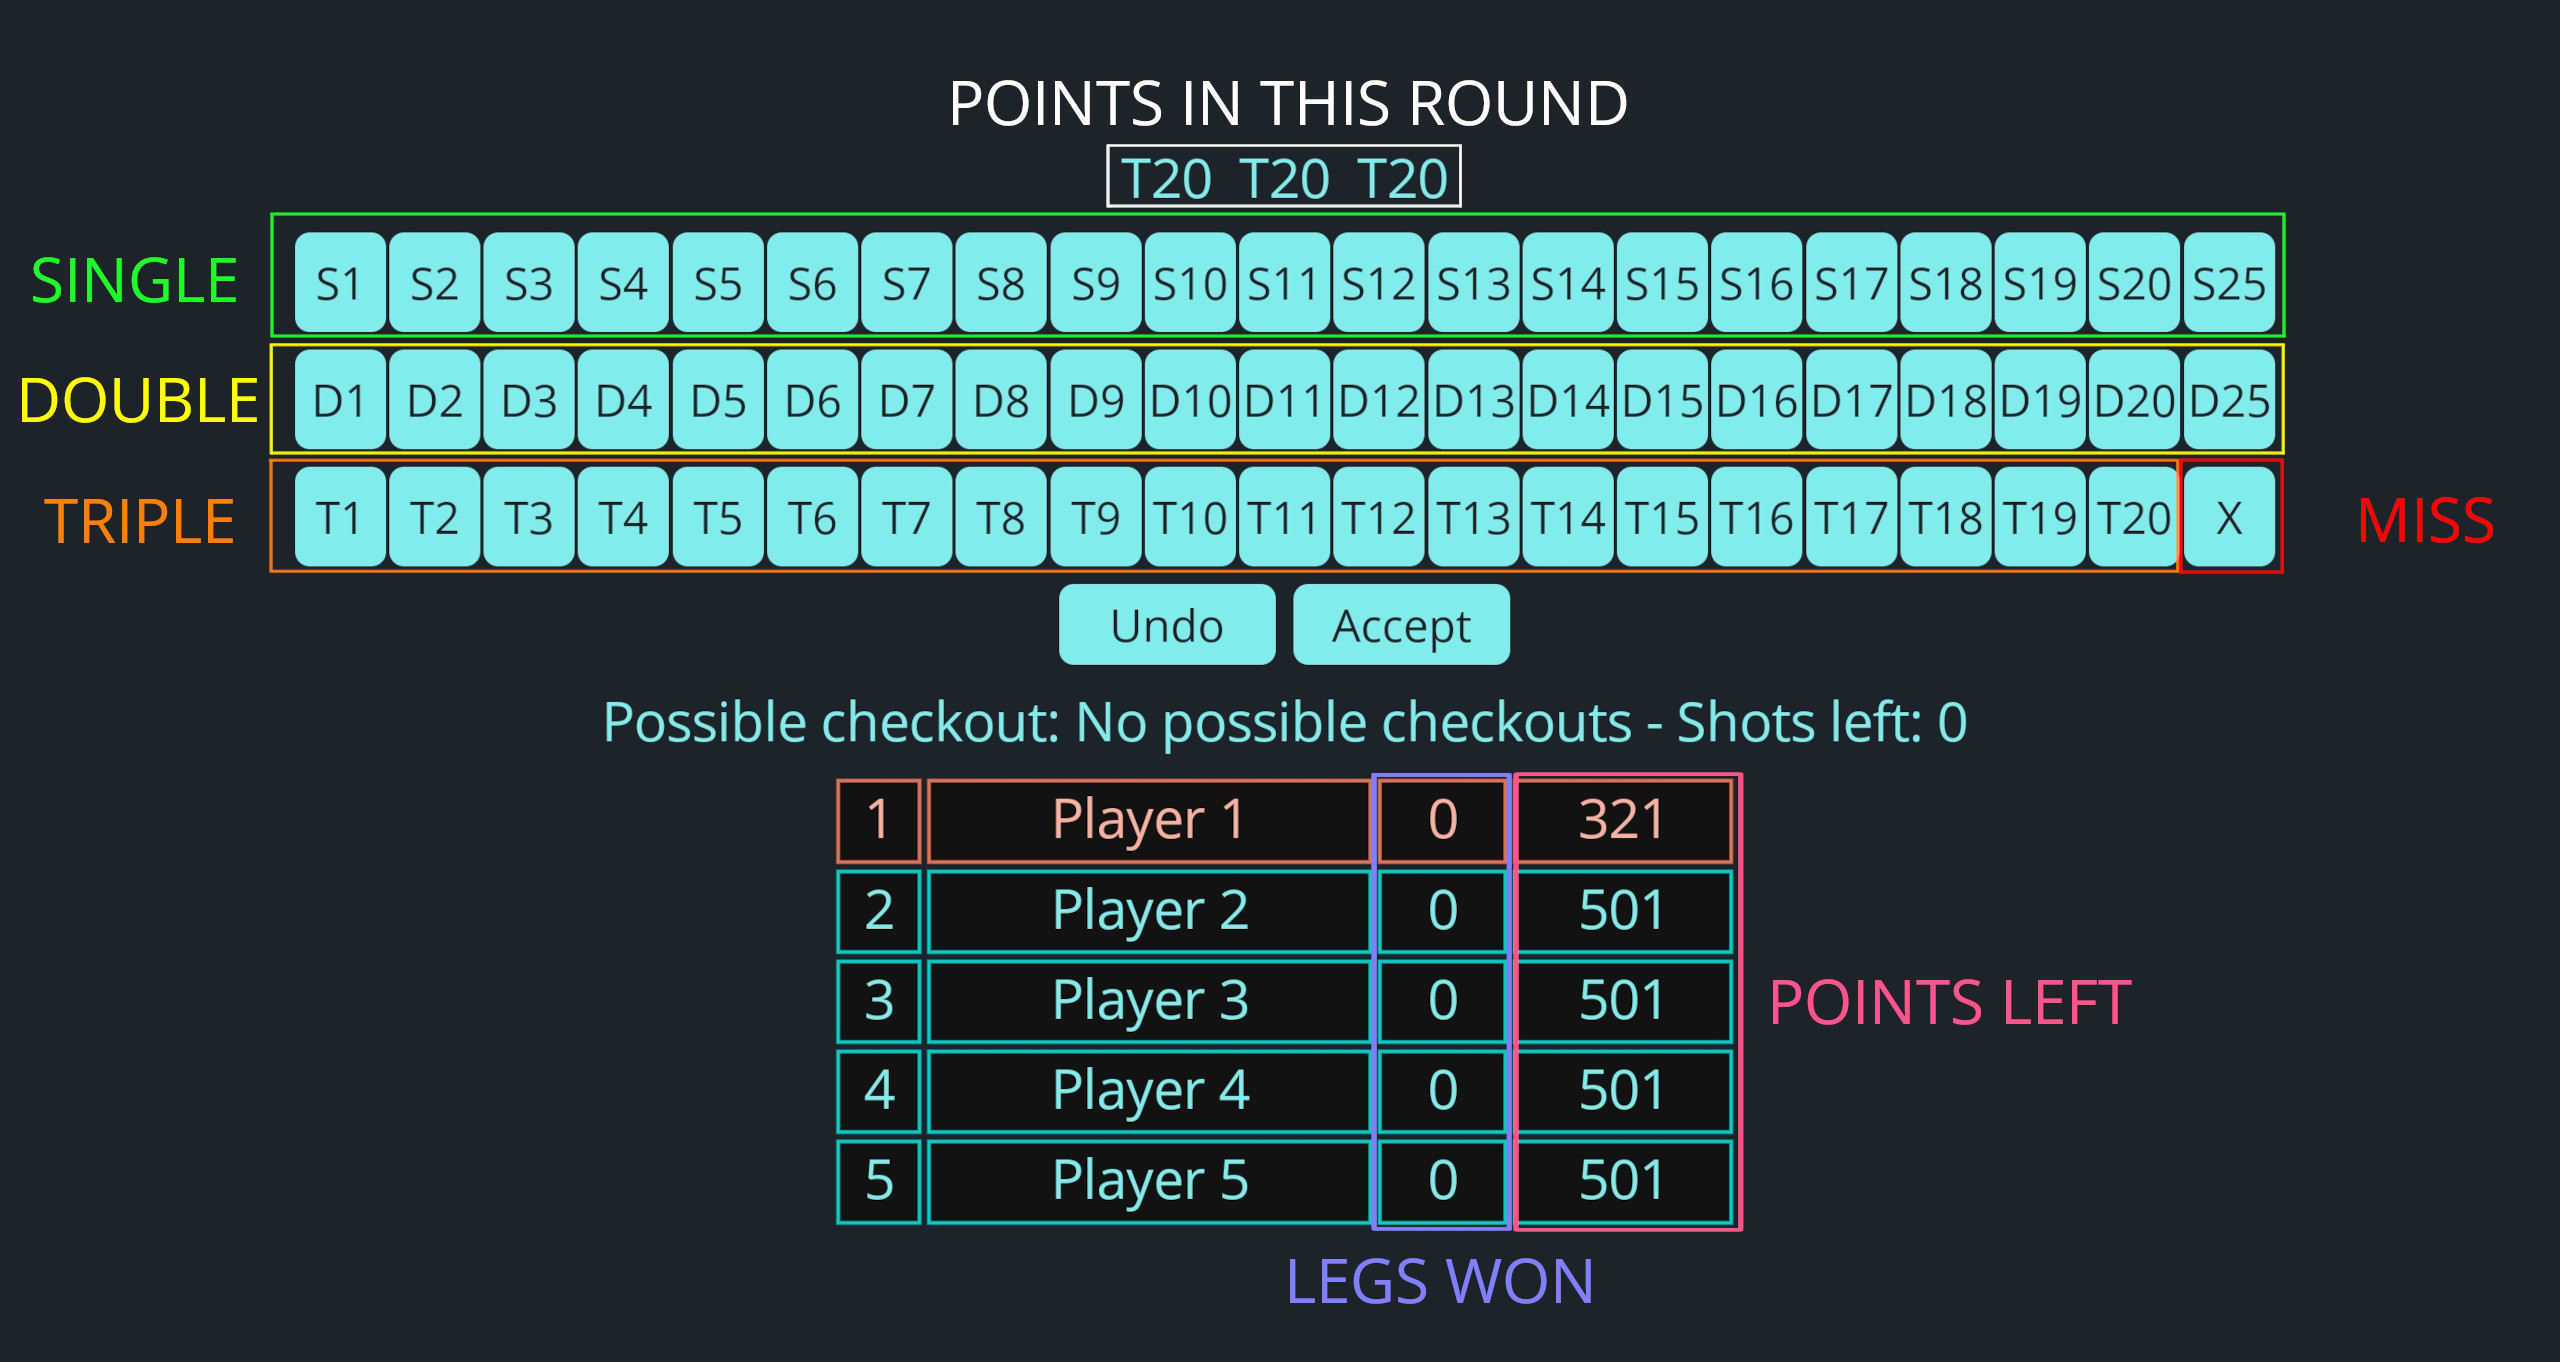 POINTS IN THIS ROUND
T20 T20 T20
SINGLE S1 S2 S3 S4 S5 S6 S7 S8 S9 S10 S11 S12 S13 S14 S15 S16 S17 S18 S19 S20 S25
DOUBLE D1 D2 D3 D4 D5 D6 D7 D8 D9 D10 D11 D12 D13 D14 D15 D16 D17 D18 D19 D20 D25
TRIPLE T1 T2 T3 T4 T5 T6 T7 T8 T9 T10 T11 T12 T13 T14 T15 T16 T17 T18 T19 T20 X MISS
Undo Accept
Possible checkout: No possible checkouts - Shots left: 0
1 Player 1 0 321
2 Player 2 0 501
3 Player 3 0 501 POINTS LEFT
4 Player 4 0 501
5 Player 5 0 501
LEGS WON